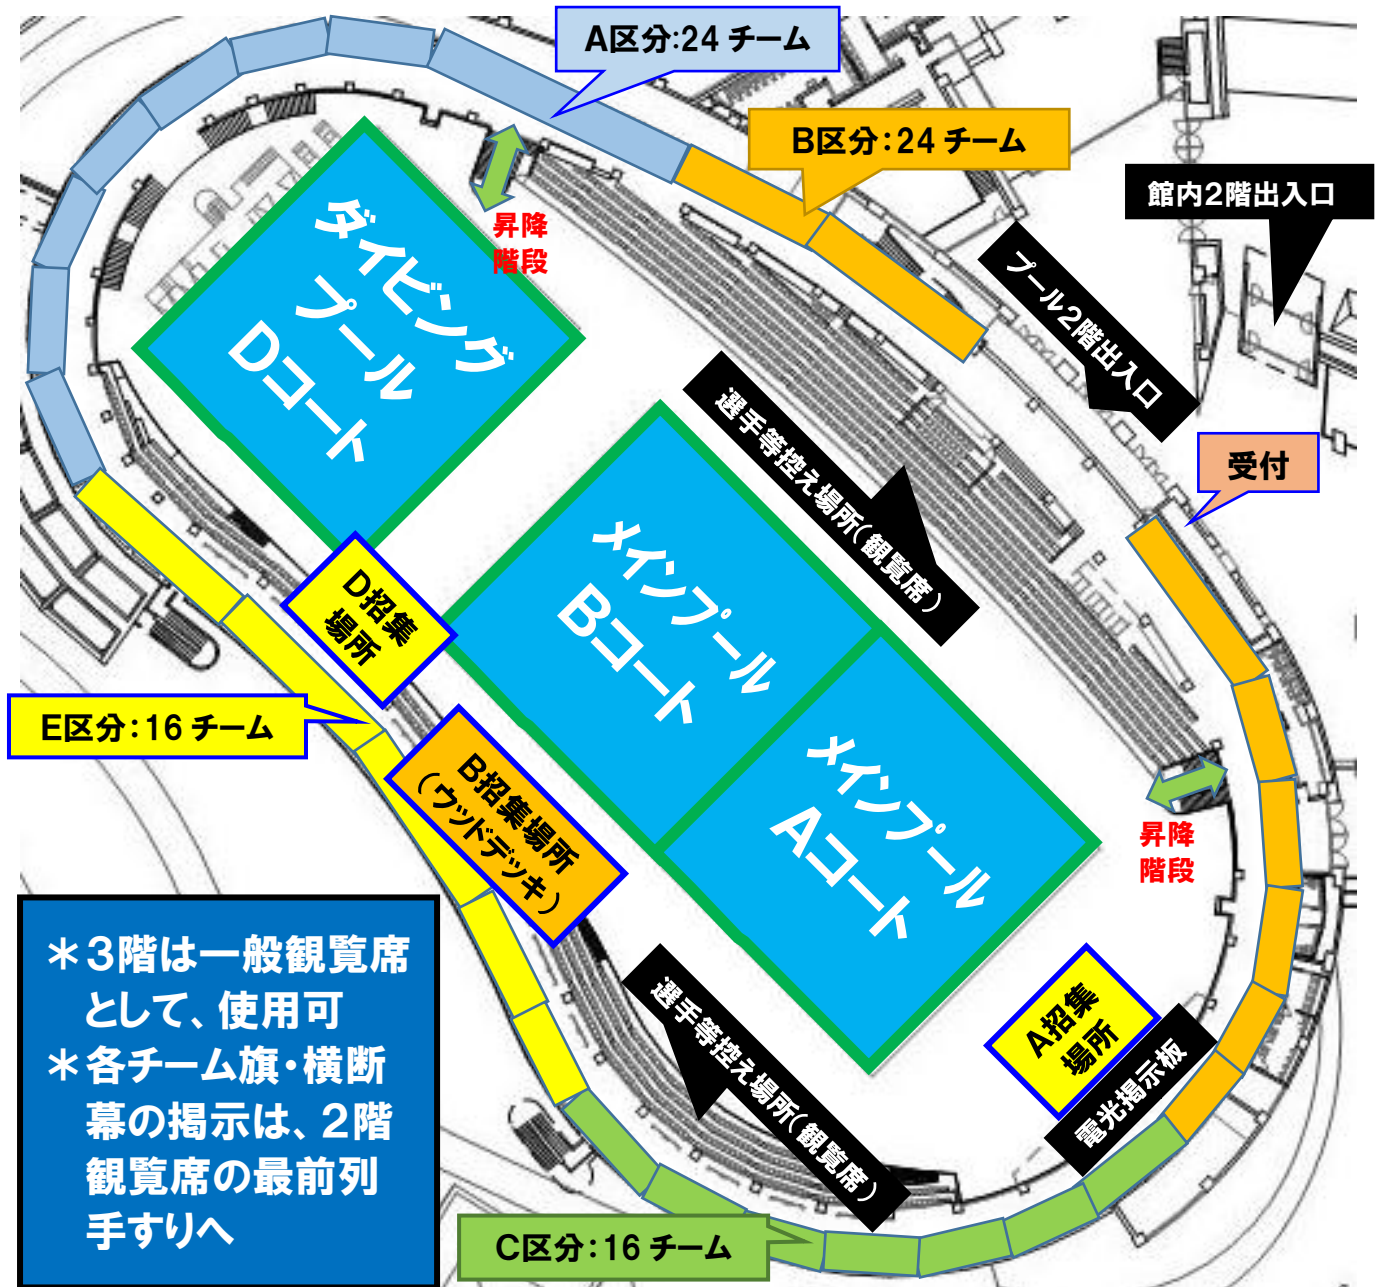 A区分:24 チーム
B区分:24 チーム
館内2階出入口
プール2階出入口
昇降
階段
ダイビング
プール
Dコート
選手等控え場所(観覧席)
受付
メインプール
Bコート
D招集
場所
E区分:16 チーム
B招集場所
(ウッドデッキ)
メインプール
Aコート
昇降
階段
＊3階は一般観覧席
として、使用可
＊各チーム旗・横断
幕の掲示は、2階
観覧席の最前列
手すりへ
選手等控え場所(観覧席)
A招集
場所
電光掲示板
C区分:16 チーム